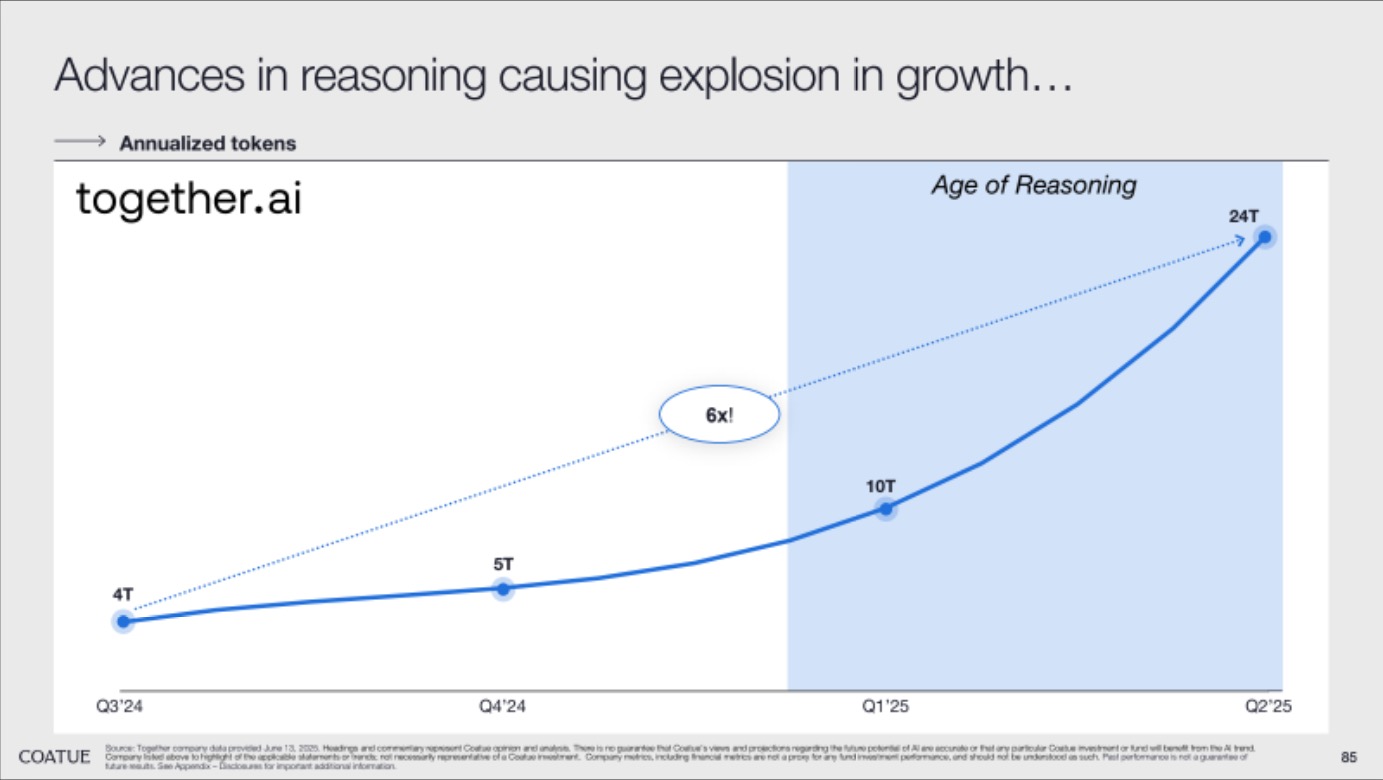 Advances in reasoning causing explosion in growth…
Annualized tokens
together.ai
Age of Reasoning
24T
6x!
10T
5T
4T
Q3'24 Q4'24 Q1'25 Q2'25
COATUE
Source: Together company data provided June 13, 2025. Headings and commentary represent Coatue opinion and analysis. There is no guarantee that Coatue's views and projections regarding the future potential of AI are accurate or that any particular Coatue investment or fund will benefit from the AI trend.
Company listed above to highlight of the applicable statements or trends; not necessarily representative of a Coatue investment. Company metrics, including financial metrics are not a proxy for any fund investment performance, and should not be understood as such. Past performance is not a guarantee of
future results. See Appendix – Disclosures for important additional information.
85